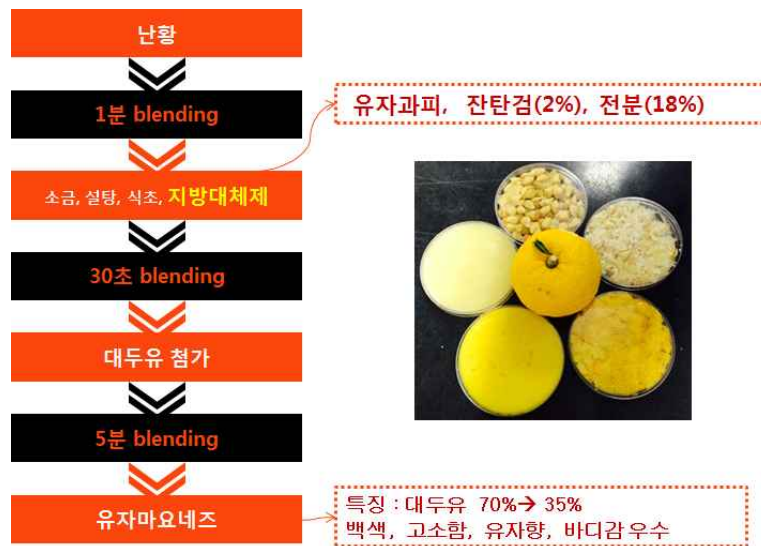 난황
1분 blending
유자과피, 잔탄검(2%), 전분(18%)
소금, 설탕, 식초, 지방대체제
30초 blending
대두유 첨가
5분 blending
유자마요네즈
특징 : 대두유 70%→ 35%
백색, 고소함, 유자향, 바디감 우수